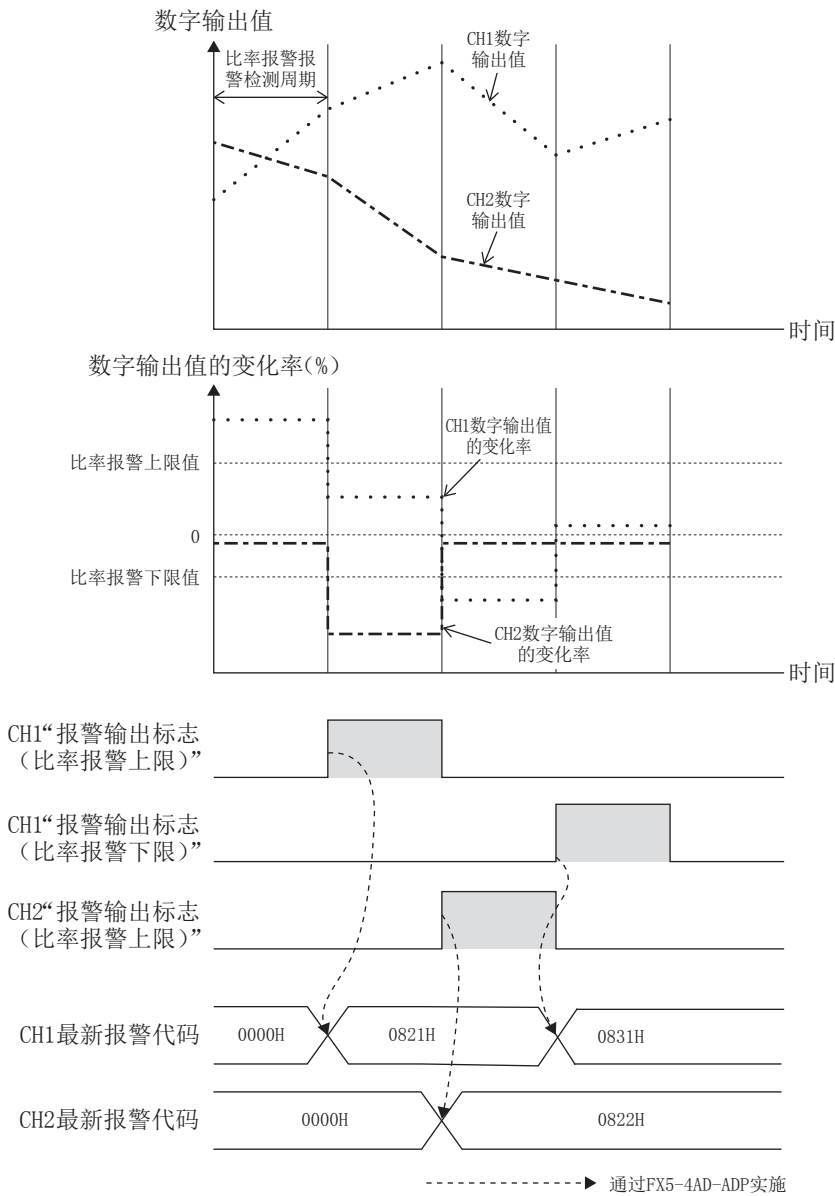 数字输出值
比率报警报
警检测周期
CH1数字
输出值
CH2数字
输出值
时间
数字输出值的变化率(%)
CH1数字输出值
的变化率
比率报警上限值
0
比率报警下限值
CH2数字输出值
的变化率
时间
CH1“报警输出标志
（比率报警上限）”
CH1“报警输出标志
（比率报警下限）”
CH2“报警输出标志
（比率报警上限）”
CH1最新报警代码
0000H
0821H
0831H
CH2最新报警代码
0000H
0822H
通过FX5-4AD-ADP实施